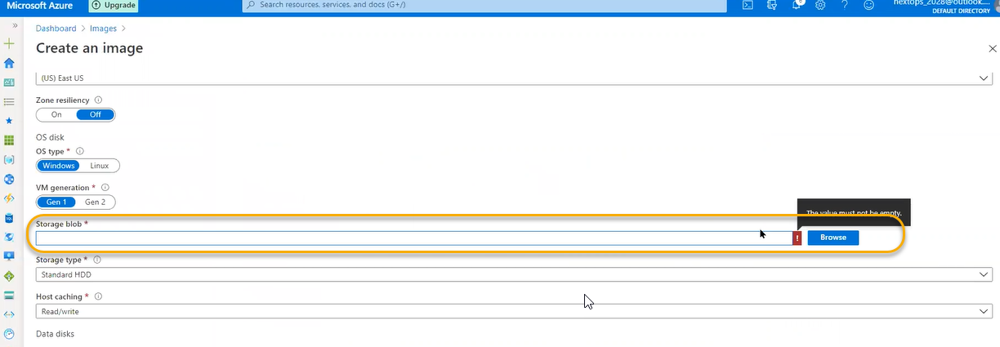 Microsoft Azure
Upgrade
Search resources, services, and docs (G+/)
nextops_2028@outlook....
DEFAULT DIRECTORY
Dashboard > Images >
Create an image
(US) East US
Zone resiliency
On Off
OS disk
OS type *
Windows Linux
VM generation *
Gen 1 Gen 2
The value must not be empty.
Storage blob *
Browse
Storage type *
Standard HDD
Host caching *
Read/write
Data disks